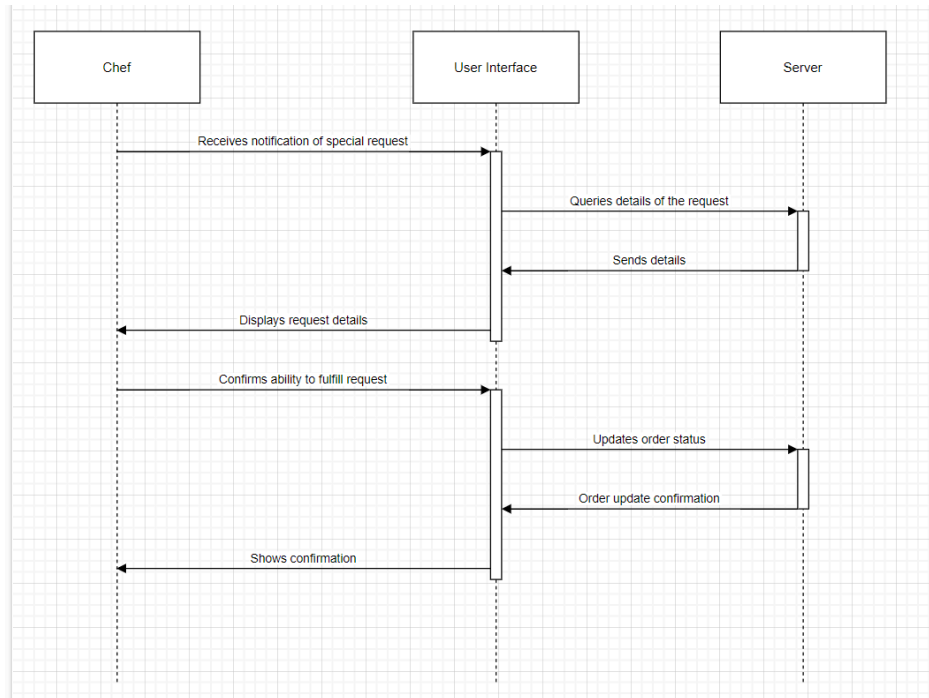 Chef
User Interface
Server
Receives notification of special request
Queries details of the request
Sends details
Displays request details
Confirms ability to fulfill request
Updates order status
Order update confirmation
Shows confirmation